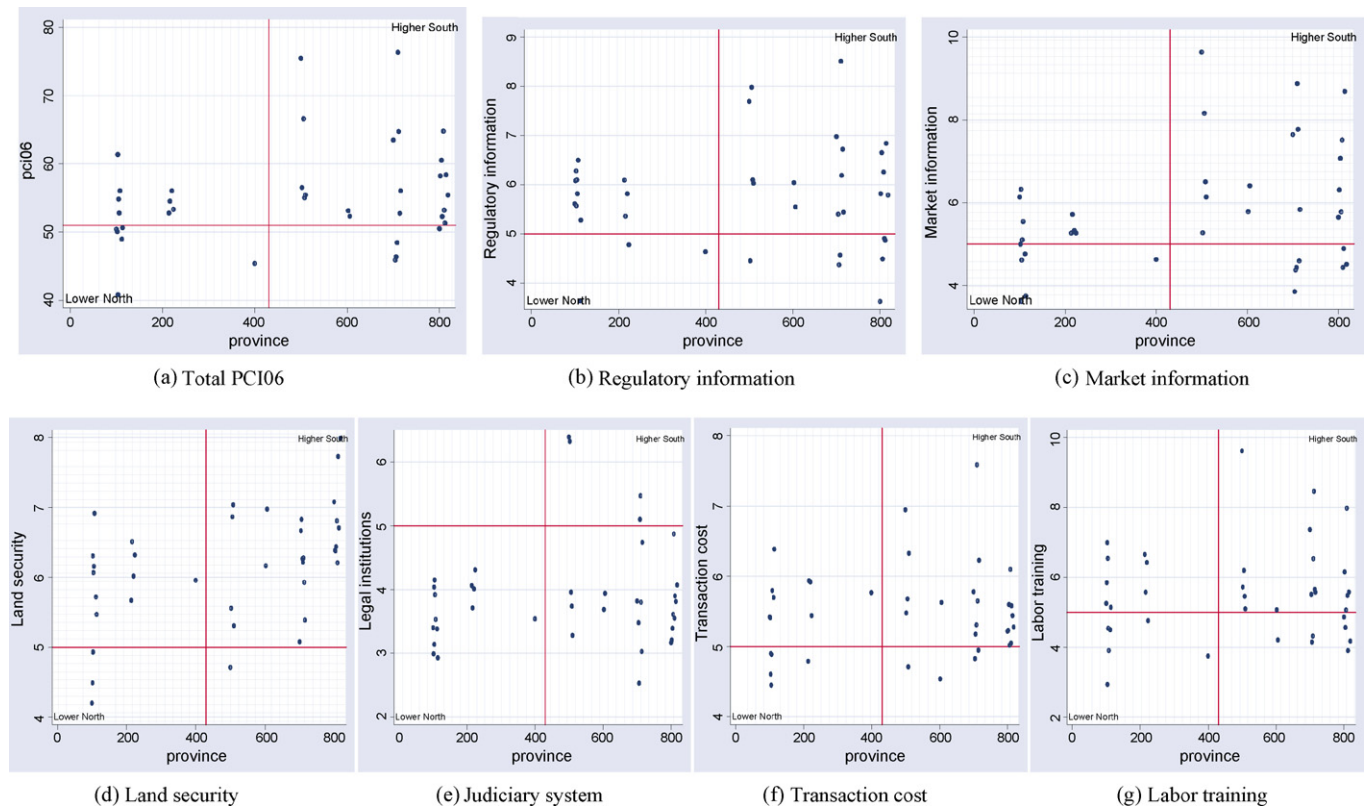 80
70
60
50
40
pci06
Higher South
Lower North
0 200 400 600 800
province
(a) Total PCI06
9
8
7
6
5
4
Regulatory information
Higher South
Lower North
0 200 400 600 800
province
(b) Regulatory information
10
8
6
4
Market information
Higher South
Lowe North
0 200 400 600 800
province
(c) Market information
8
7
6
5
4
Land security
Higher South
Lower North
0 200 400 600 800
province
(d) Land security
6
5
4
3
2
Legal institutions
Higher South
Lower North
0 200 400 600 800
province
(e) Judiciary system
8
7
6
5
4
Transaction cost
Higher South
Lower North
0 200 400 600 800
province
(f) Transaction cost
10
8
6
4
2
Labor training
Higher South
Lower North
0 200 400 600 800
province
(g) Labor training